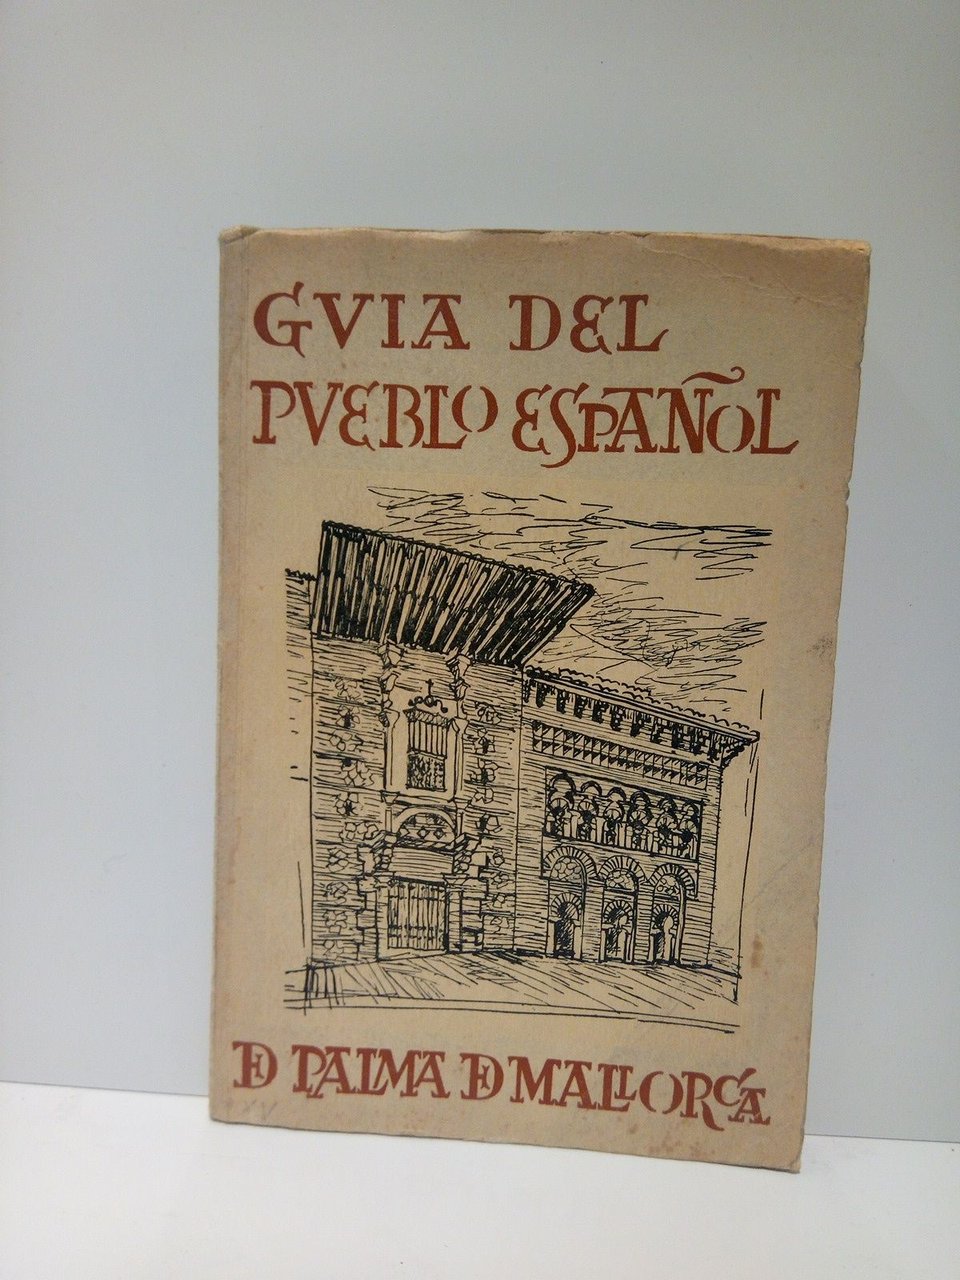 GVIA DEL
PVEBLO ESPAÑOL
DE PALMA DE MALLORCA